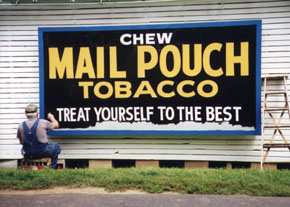 CHEW
MAIL POUCH
TOBACCO
TREAT YOURSELF TO THE BEST